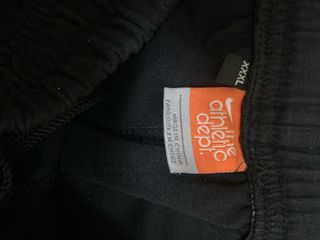 XXXL
the
athletic
dept.
MADE IN CHINA
FABRIQUÉ EN CHINE